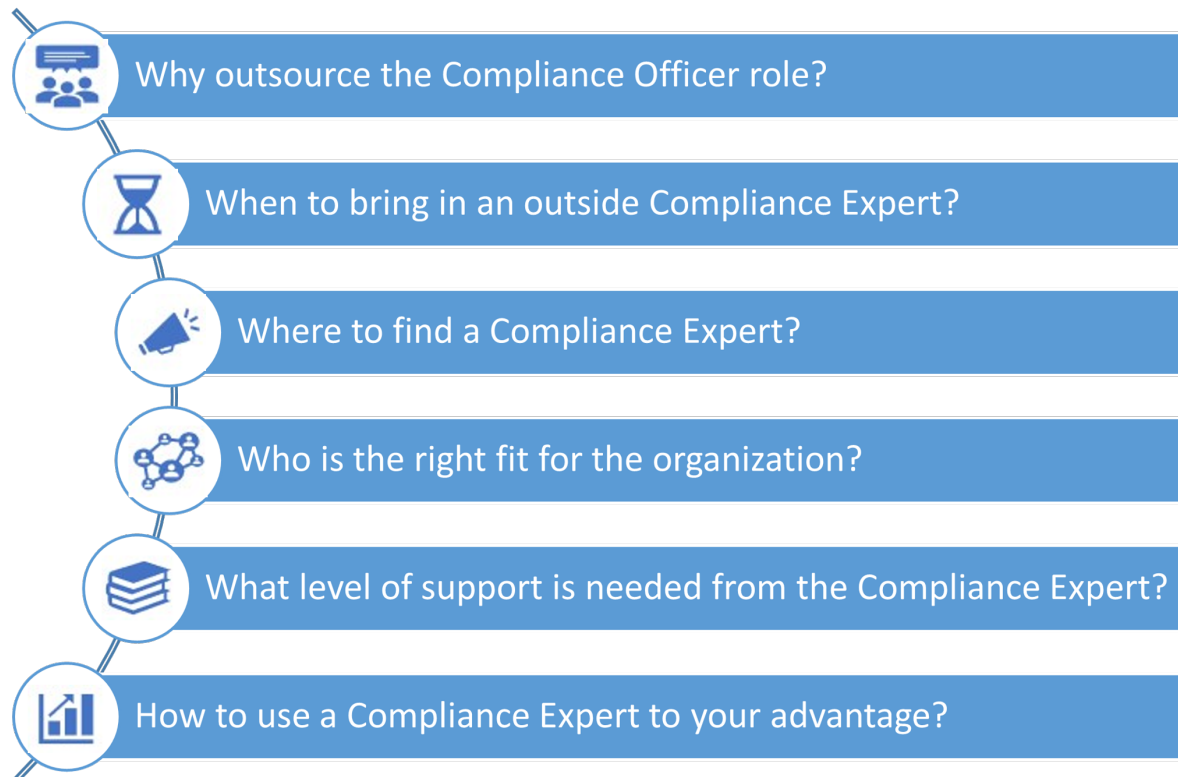 Why outsource the Compliance Officer role?
When to bring in an outside Compliance Expert?
Where to find a Compliance Expert?
Who is the right fit for the organization?
What level of support is needed from the Compliance Expert?
How to use a Compliance Expert to your advantage?